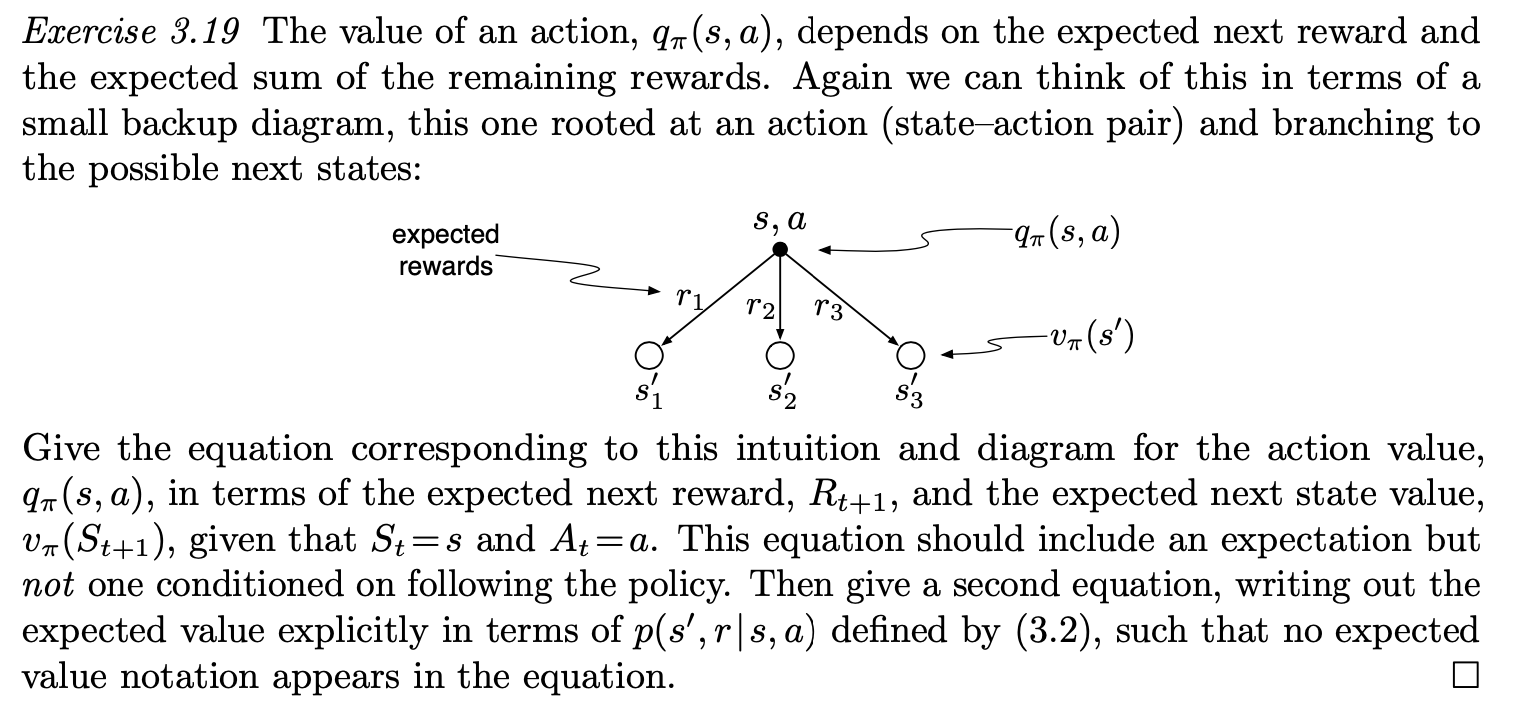 Exercise 3.19 The value of an action, qπ(s, a), depends on the expected next reward and
the expected sum of the remaining rewards. Again we can think of this in terms of a
small backup diagram, this one rooted at an action (state–action pair) and branching to
the possible next states:
s, a
expected
rewards
qπ(s, a)
r1
r2
r3
vπ(s′)
s′1
s′2
s′3
Give the equation corresponding to this intuition and diagram for the action value,
qπ(s, a), in terms of the expected next reward, Rt+1, and the expected next state value,
vπ(St+1), given that St=s and At=a. This equation should include an expectation but
not one conditioned on following the policy. Then give a second equation, writing out the
expected value explicitly in terms of p(s′, r|s, a) defined by (3.2), such that no expected
value notation appears in the equation. □